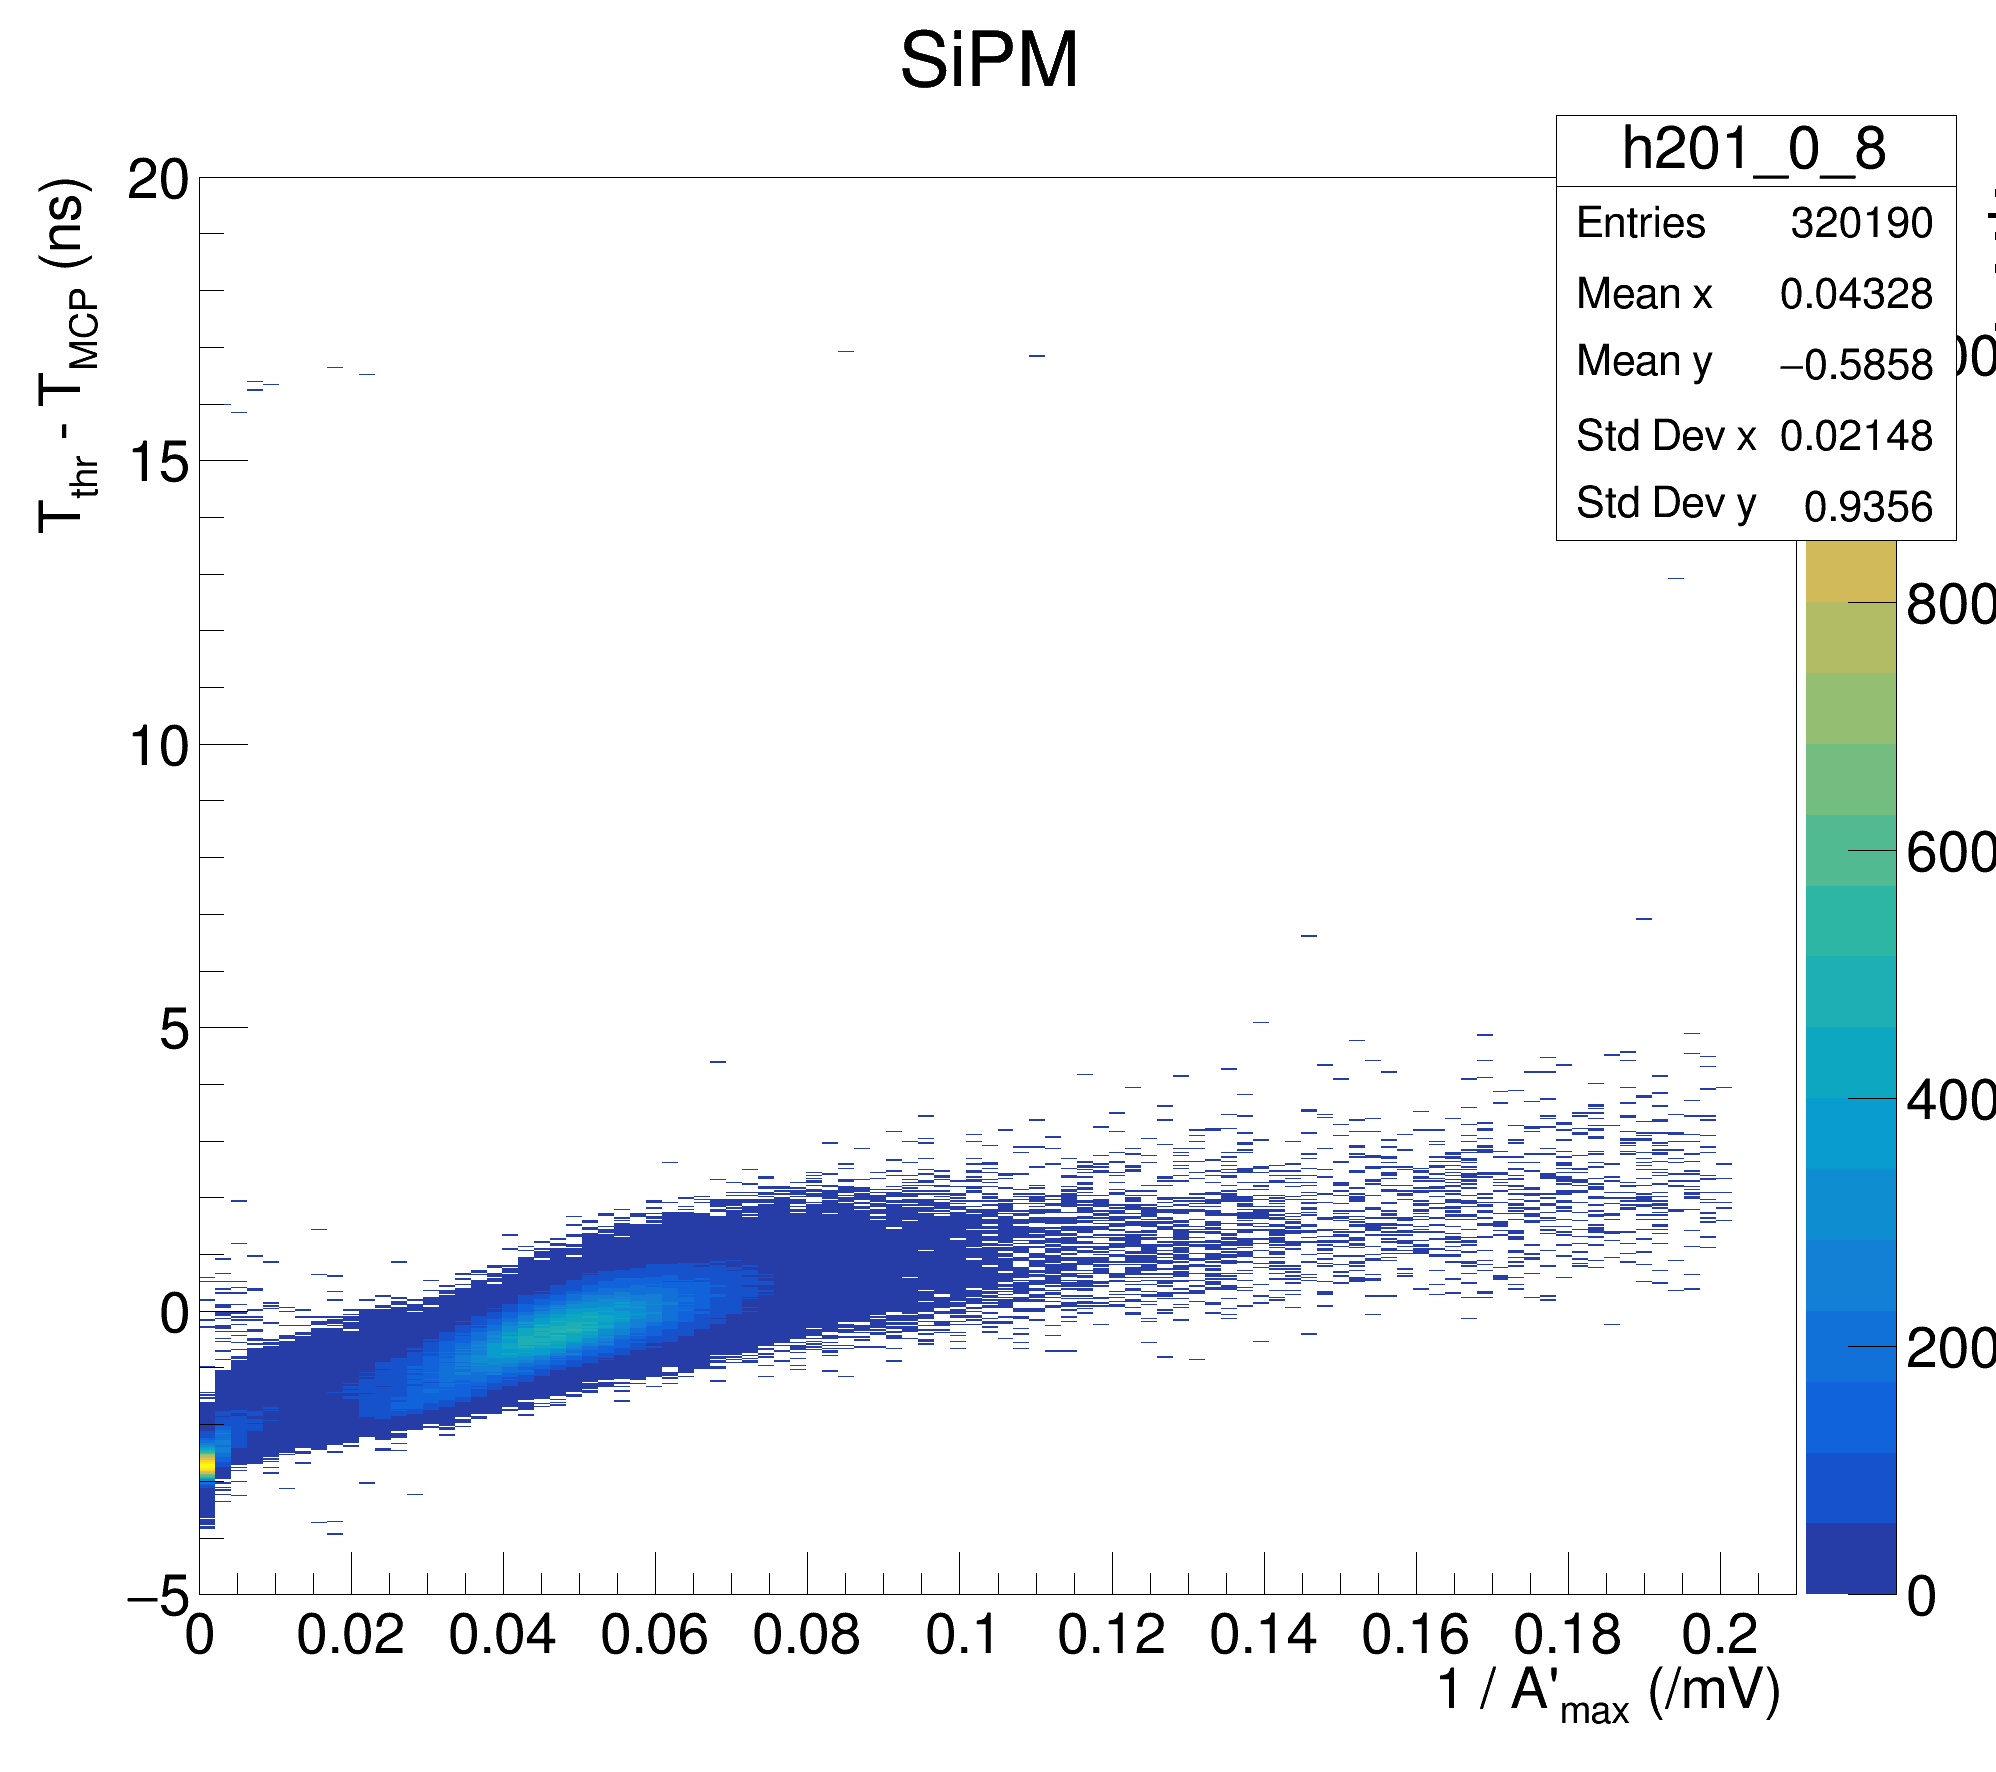 SiPM
h201_0_8
Entries 320190
Mean x 0.04328
Mean y −0.5858
Std Dev x 0.02148
Std Dev y 0.9356
T_thr - T_MCP (ns)
20
15
10
5
0
−5
0 0.02 0.04 0.06 0.08 0.1 0.12 0.14 0.16 0.18 0.2
1 / A'_max (/mV)
800
600
400
200
0